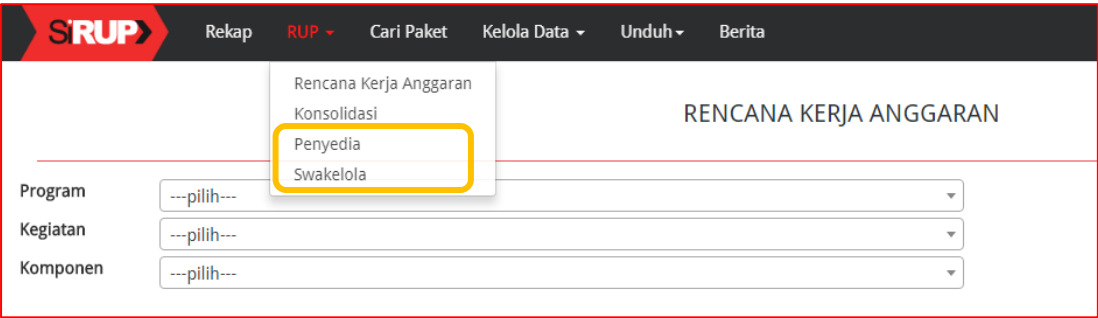 SiRUP Rekap RUP Cari Paket Kelola Data Unduh Berita
Rencana Kerja Anggaran
Konsolidasi
Penyedia
Swakelola
RENCANA KERJA ANGGARAN
Program ---pilih---
Kegiatan ---pilih---
Komponen ---pilih---